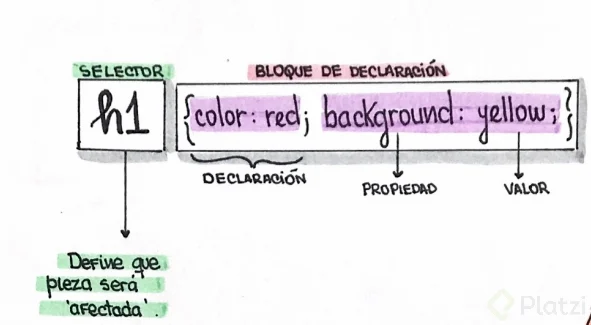 SELECTOR
BLOQUE DE DECLARACIÓN
h1
{color: red; background: yellow;}
DECLARACIÓN
PROPIEDAD
VALOR
Define que
pieza será
'afectada'.
Platzi